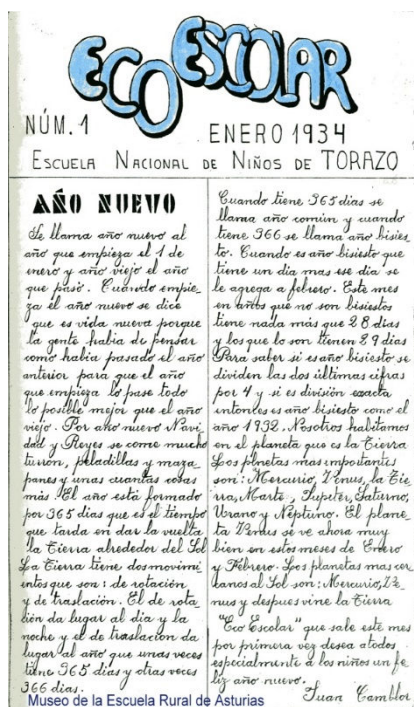 ECO ESCOLAR
NÚM. 1
ENERO 1934
ESCUELA NACIONAL DE NIÑOS DE TORAZO
AÑO NUEVO
Se llama año nuevo al
año que empieza el 1 de
enero y año viejo el año
que pasó. Cuando empie-
za el año nuevo se dice
que es vida nueva porque
la gente había de pensar
como había pasado el año
anterior para que el año
que empieza lo pase todo
lo posible mejor que el año
viejo. Por año nuevo Navi
dad y Reyes se come mucho
turron, peladillas y maza
panes y unas cuantas cosas
más. El año está formado
por 365 dias que es el tiempo
que tarda en dar la vuelta
la Tierra alrededor del Sol
La Tierra tiene dos movimi
entos que son: de rotación
y de traslación. El de rota_
ción da lugar al dia y la
noche y el de traslacion da
lugar al año que unas veces
tiene 365 dias y otras veces
366 dias.
Cuando tiene 365 dias se
llama año común y cuando
tiene 366 se llama año bisies
to. Cuando es año bisiesto que
tiene un dia mas ese dia se
le agrega a febrero. Este mes
en años que no son bisiestos
tiene nada más que 28 dias
y los que lo son tienen 29 dias
Para saber si es año bisiesto se
dividen las dos últimas cifras
por 4 y si es división exacta
entonces es año bisiesto como el
año 1932. Nosotros habitamos
en el planeta que es la Tierra
Los plnetas mas importantes
son: Mercurio, Venus, la Tie_
rra, Marte, Jupiter, Saturno,
Urano y Neptuno. El plane_
ta Venus se ve ahora muy
bien en estos meses de Enero
y Febrero. Los planetas mas cer
canos al Sol son: Mercurio, Ve_
nus y despues vine la Tierra
"Eco Escolar" que sale este mes
por primera vez desea atodos
especialmente a los niños un fe
liz año nuevo.
Juan Camblor
Museo de la Escuela Rural de Asturias